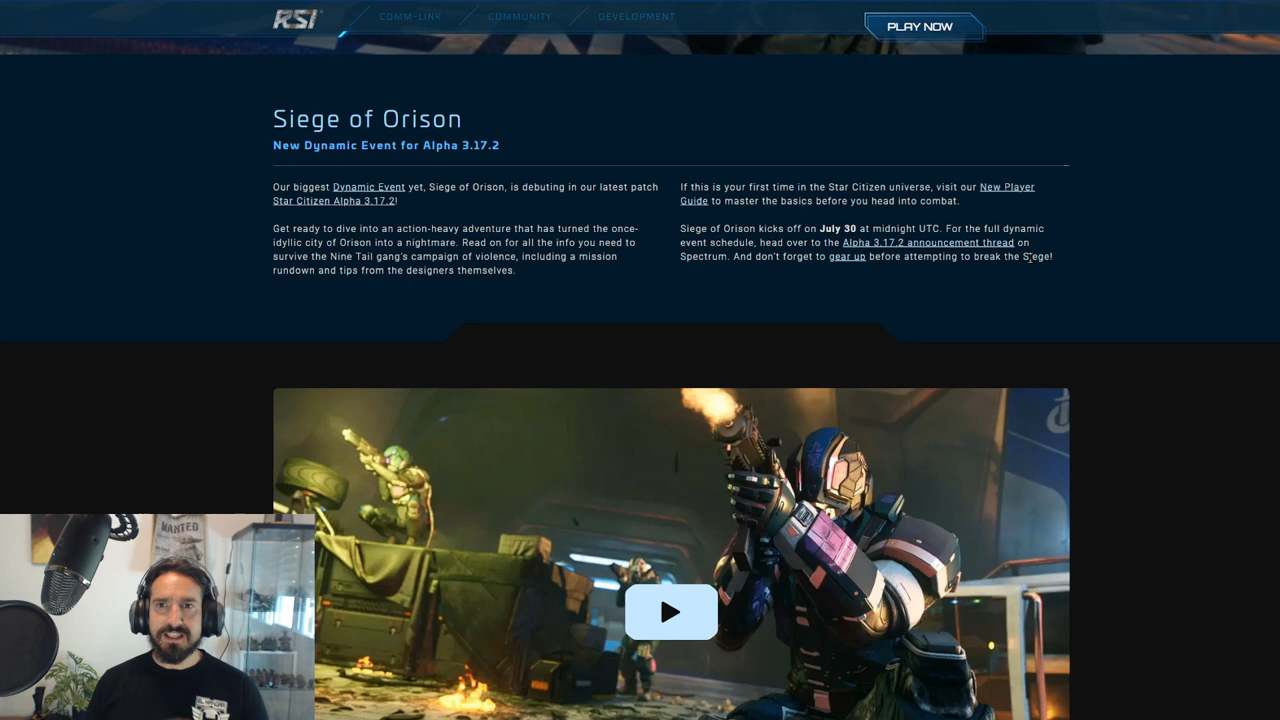 RSI
COMM-LINK
COMMUNITY
DEVELOPMENT
PLAY NOW
Siege of Orison
New Dynamic Event for Alpha 3.17.2
Our biggest Dynamic Event yet, Siege of Orison, is debuting in our latest patch
Star Citizen Alpha 3.17.2!
Get ready to dive into an action-heavy adventure that has turned the once-
idyllic city of Orison into a nightmare. Read on for all the info you need to
survive the Nine Tail gang's campaign of violence, including a mission
rundown and tips from the designers themselves.
If this is your first time in the Star Citizen universe, visit our New Player
Guide to master the basics before you head into combat.
Siege of Orison kicks off on July 30 at midnight UTC. For the full dynamic
event schedule, head over to the Alpha 3.17.2 announcement thread on
Spectrum. And don't forget to gear up before attempting to break the Siege!
WANTED